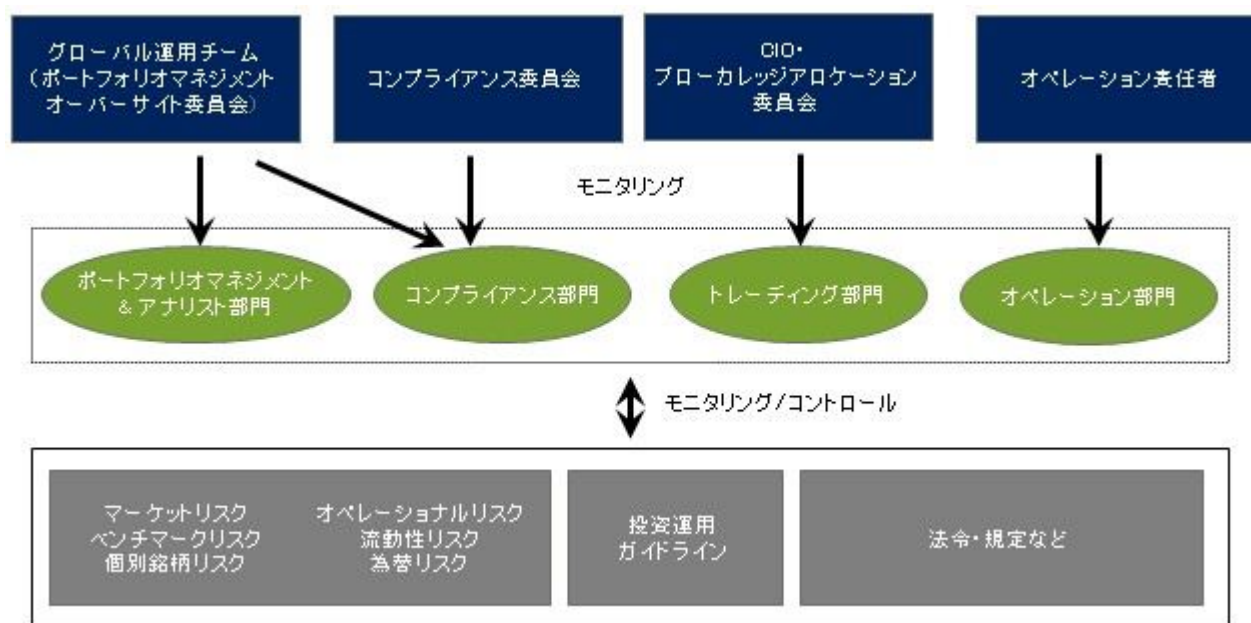 グローバル運用チーム
(ポートフォリオマネジメント
オーバーサイト委員会)
コンプライアンス委員会
CIO・
ブローカレッジアロケーション
委員会
オペレーション責任者
モニタリング
ポートフォリオマネジメント
&アナリスト部門
コンプライアンス部門
トレーディング部門
オペレーション部門
モニタリング/コントロール
マーケットリスク
ベンチマークリスク
個別銘柄リスク
オペレーショナルリスク
流動性リスク
為替リスク
投資運用
ガイドライン
法令・規定など